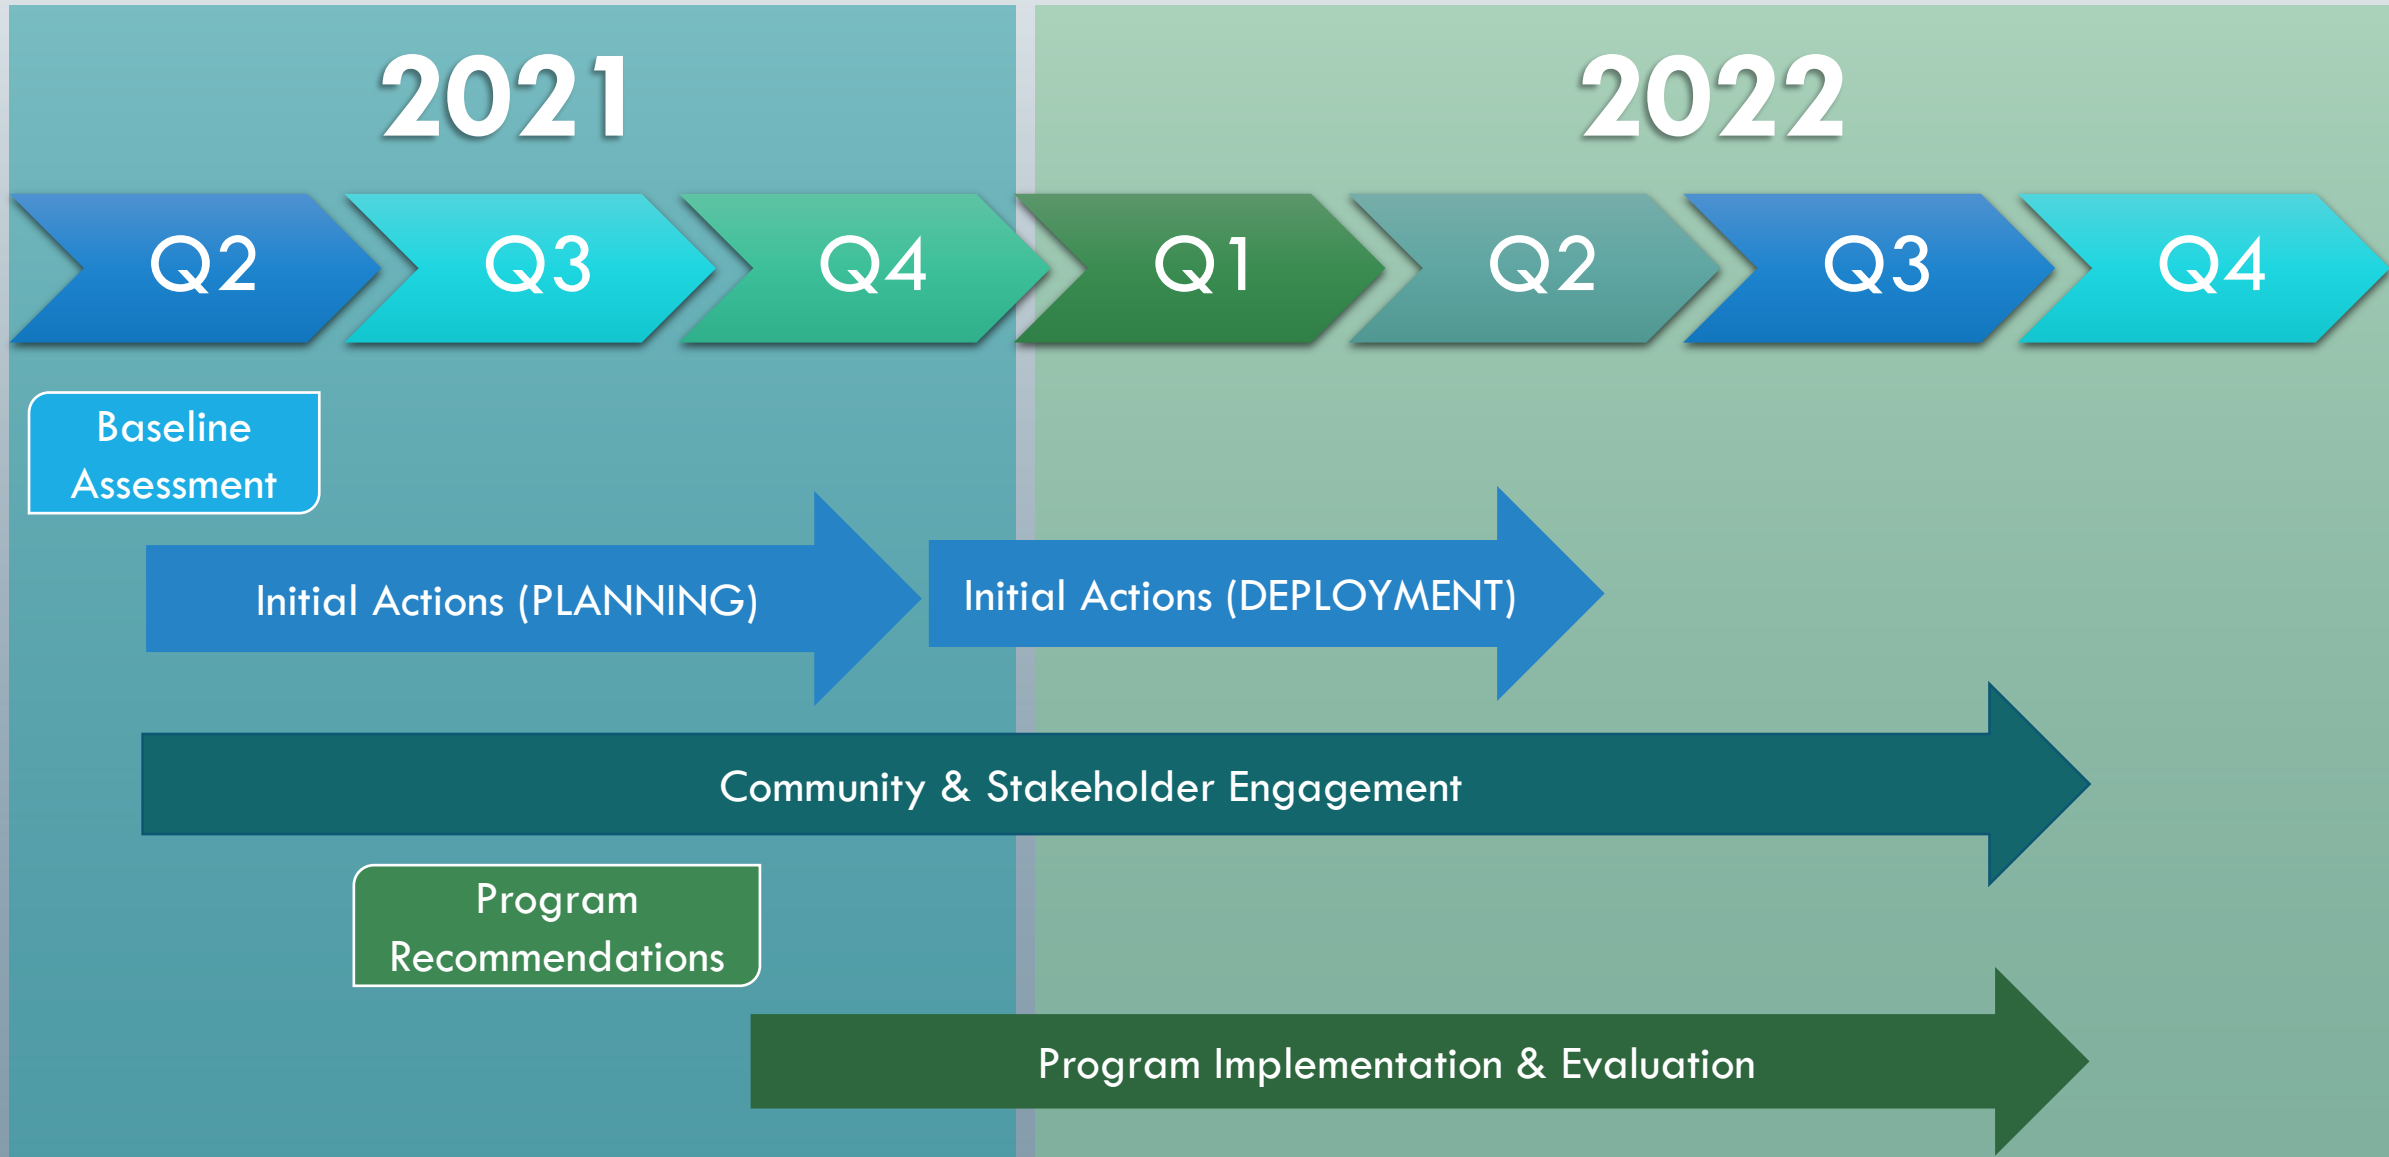 2021
2022
Q2
Q3
Q4
Q1
Q2
Q3
Q4
Baseline
Assessment
Initial Actions (PLANNING)
Initial Actions (DEPLOYMENT)
Community & Stakeholder Engagement
Program
Recommendations
Program Implementation & Evaluation